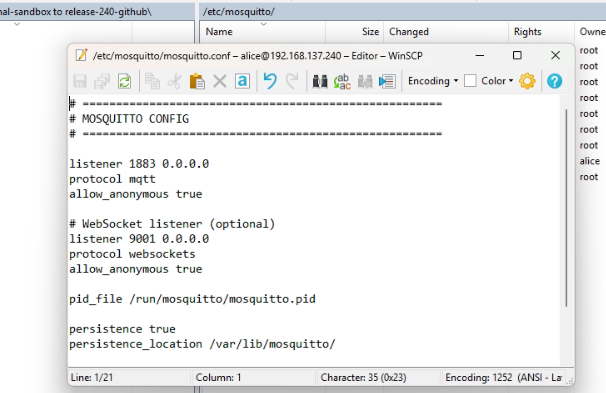 nal-sandbox to release-240-github\
/etc/mosquitto/
Name Size Changed Rights Owne
/etc/mosquitto/mosquitto.conf – alice@192.168.137.240 – Editor – WinSCP
Encoding Color
# ====================================================
# MOSQUITTO CONFIG
# ====================================================
listener 1883 0.0.0.0
protocol mqtt
allow_anonymous true
# WebSocket listener (optional)
listener 9001 0.0.0.0
protocol websockets
allow_anonymous true
pid_file /run/mosquitto/mosquitto.pid
persistence true
persistence_location /var/lib/mosquitto/
root
root
root
root
root
root
root
alice
root
Line: 1/21 Column: 1 Character: 35 (0x23) Encoding: 1252 (ANSI - La